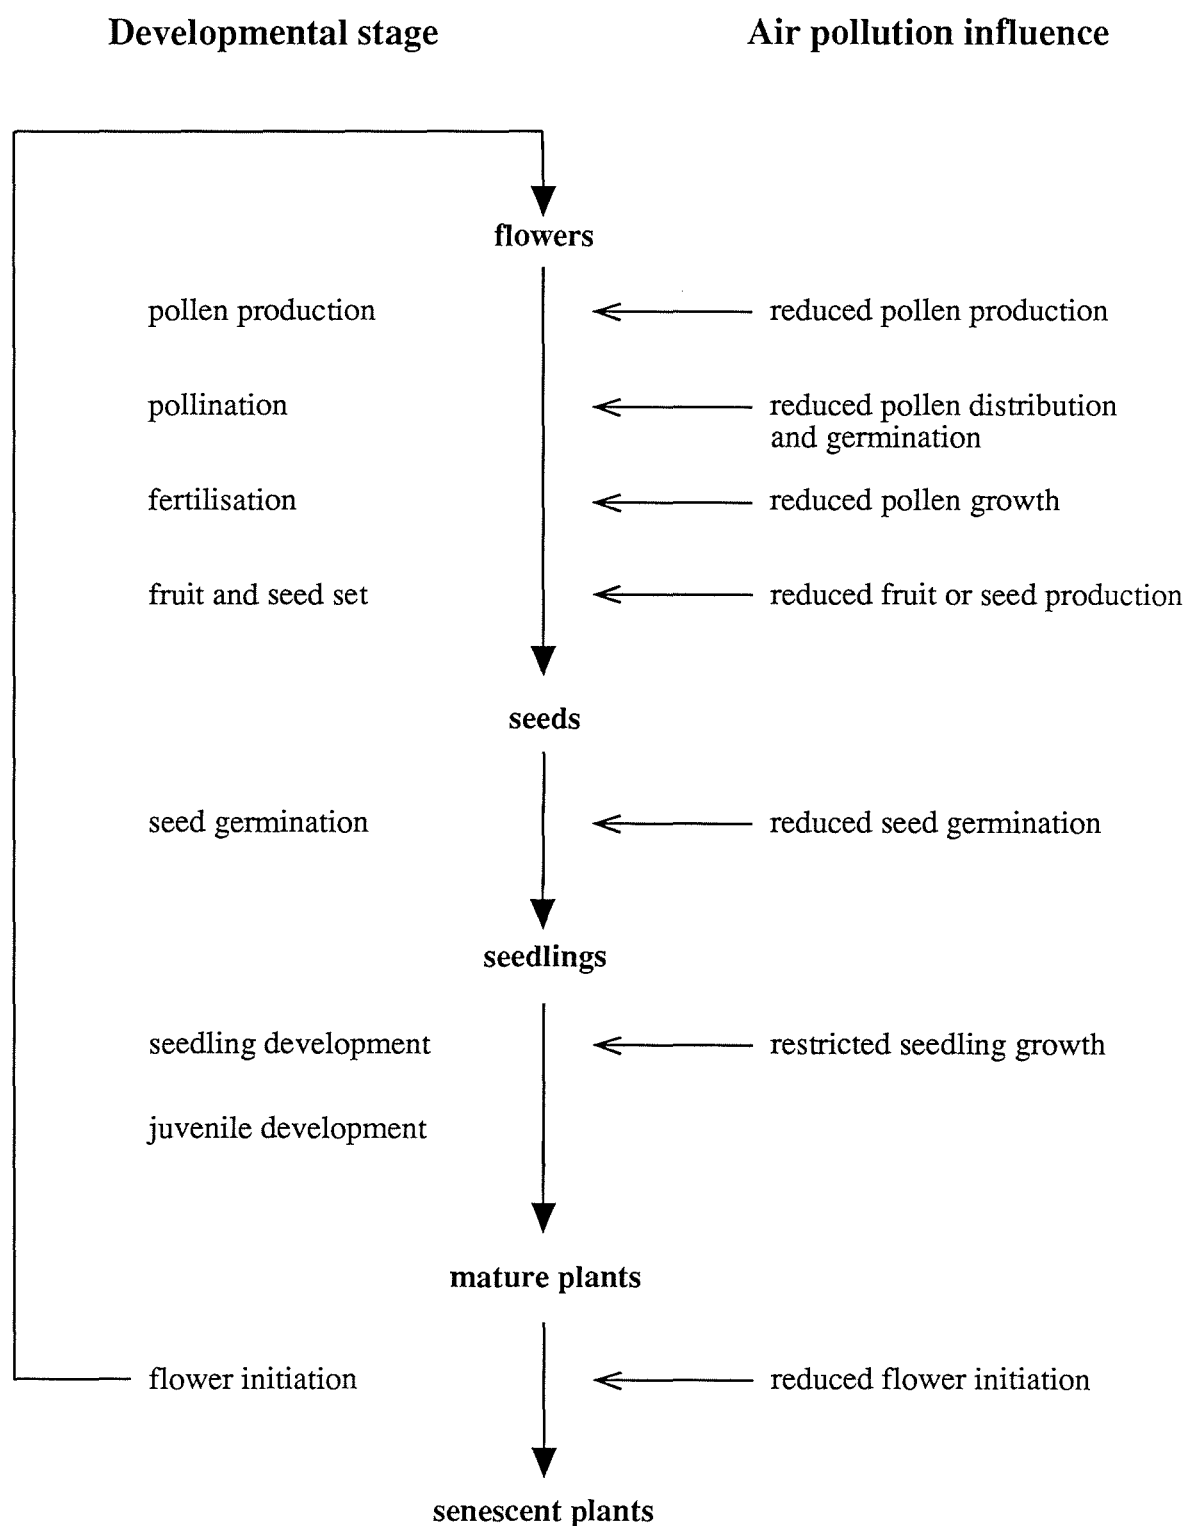 Developmental stage
Air pollution influence
flowers
pollen production
reduced pollen production
pollination
reduced pollen distribution
and germination
fertilisation
reduced pollen growth
fruit and seed set
reduced fruit or seed production
seeds
seed germination
reduced seed germination
seedlings
seedling development
restricted seedling growth
juvenile development
mature plants
flower initiation
reduced flower initiation
senescent plants